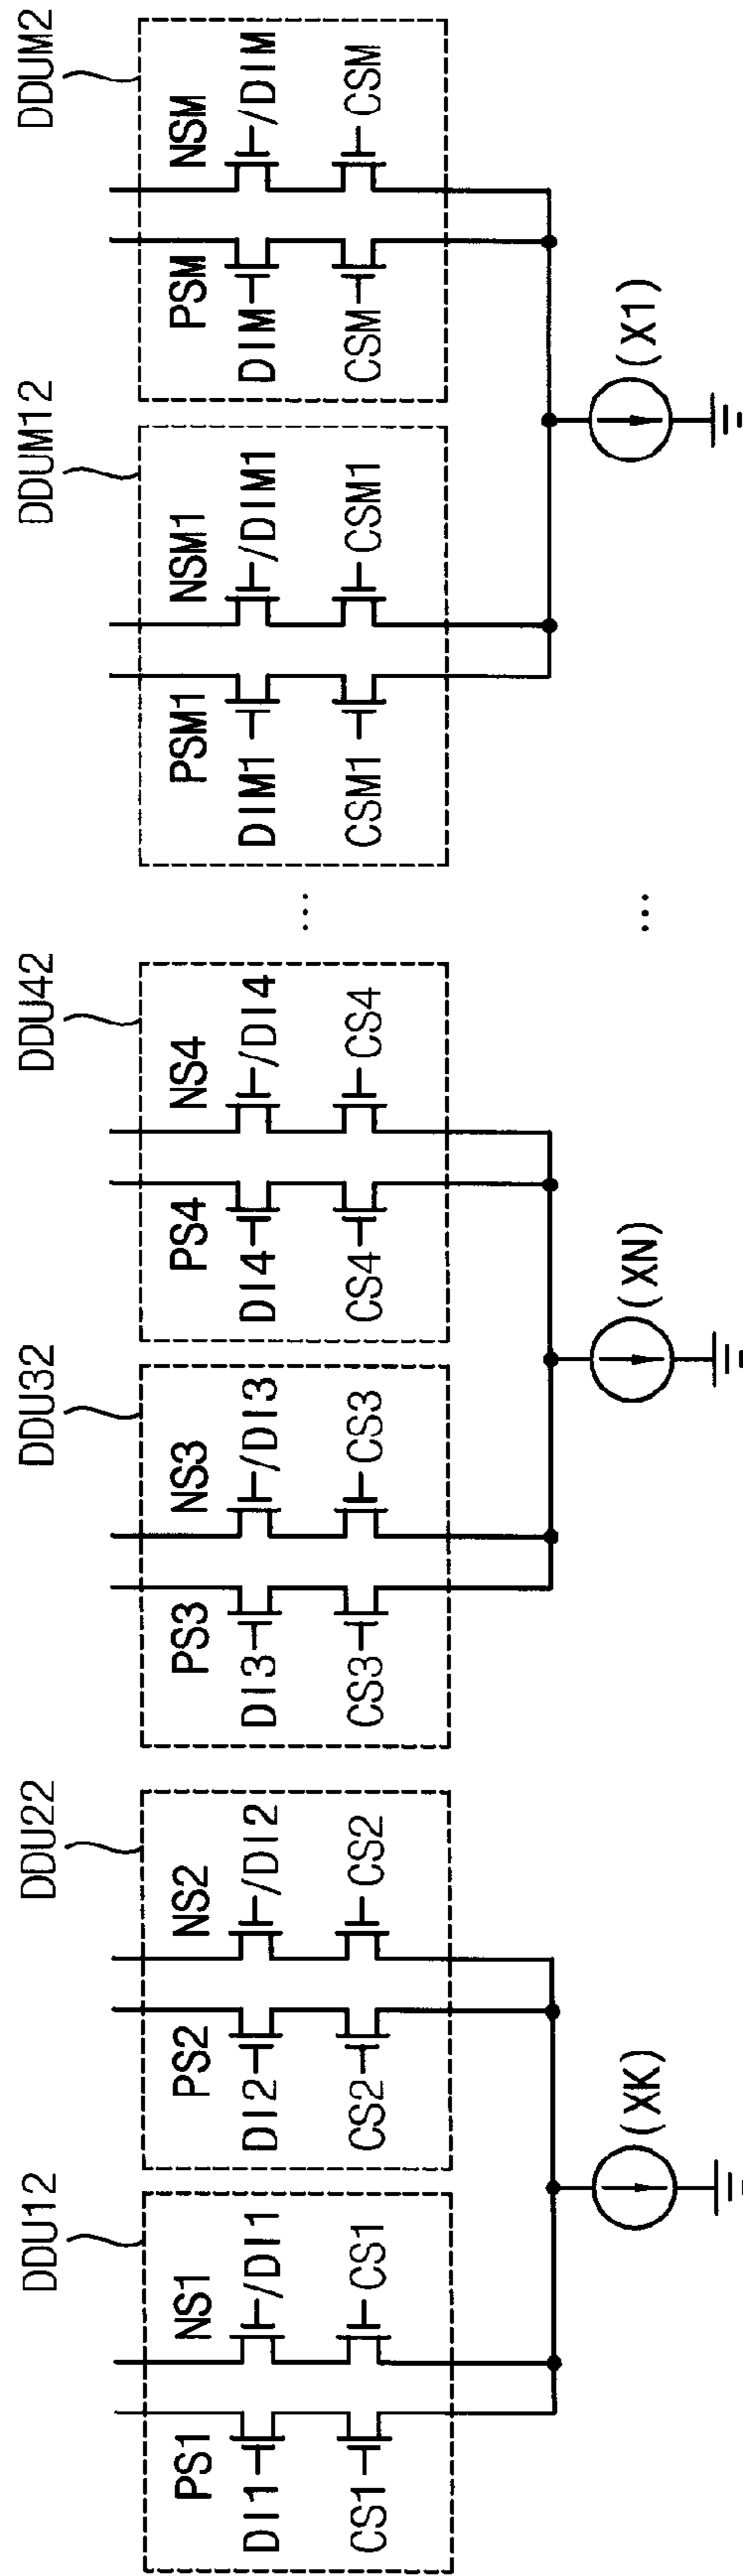 DDU12
DDU22
DDU32
DDU42
DDUM12
DDUM2
PS1 NS1 PS2 NS2 PS3 NS3 PS4 NS4 PSM1 NSM1 PSM NSM
DI1 /DI1 DI2 /DI2 DI3 /DI3 DI4 /DI4 DIM1 /DIM1 DIM /DIM
...
CS1 CS1 CS2 CS2 CS3 CS3 CS4 CS4 CSM1 CSM1 CSM CSM
(XK) (XN) ... (X1)